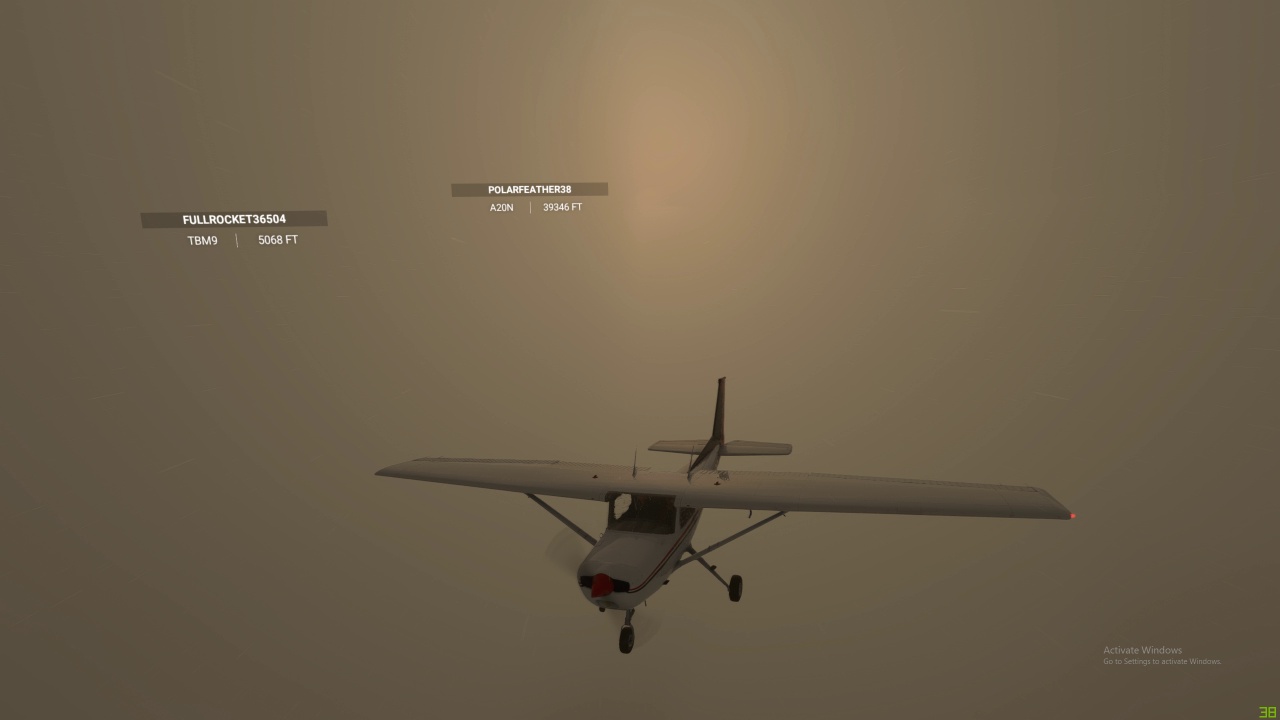 POLARFEATHER38
A20N | 39346 FT
FULLROCKET36504
TBM9 | 5068 FT
Activate Windows
Go to Settings to activate Windows.
38